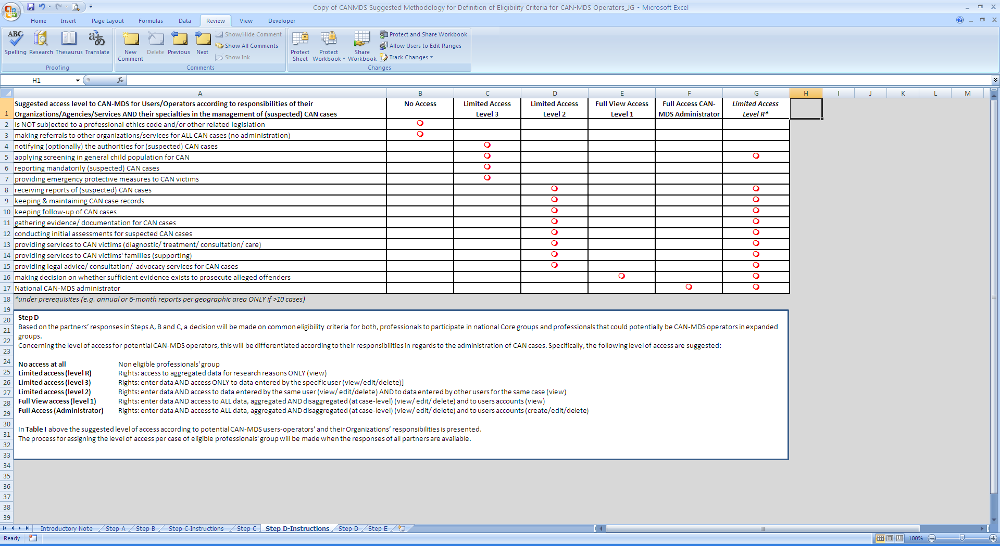 Copy of CANMDS Suggested Methodology for Definition of Eligibility Criteria for CAN-MDS Operators_JG - Microsoft Excel
Home Insert Page Layout Formulas Data Review View Developer
ABC Spelling Research Thesaurus Translate
Proofing
New Comment Delete Previous Next
Show/Hide Comment
Show All Comments
Show Ink
Comments
Protect Sheet Protect Workbook Share Workbook
Protect and Share Workbook
Allow Users to Edit Ranges
Track Changes
Changes
H1 fx
A B C D E F G H I J K L M
1 Suggested access level to CAN-MDS for Users/Operators according to responsibilities of their
Organizations/Agencies/Services AND their specialties in the management of (suspected) CAN cases
No Access
Limited Access
Level 3
Limited Access
Level 2
Full View Access
Level 1
Full Access CAN-
MDS Administrator
Limited Access
Level R*
2 is NOT subjected to a professional ethics code and/or other related legislation
3 making referrals to other organizations/services for ALL CAN cases (no administration)
4 notifying (optionally) the authorities for (suspected) CAN cases
5 applying screening in general child population for CAN
6 reporting mandatorily (suspected) CAN cases
7 providing emergency protective measures to CAN victims
8 receiving reports of (suspected) CAN cases
9 keeping & maintaining CAN case records
10 keeping follow-up of CAN cases
11 gathering evidence/ documentation for CAN cases
12 conducting initial assessments for suspected CAN cases
13 providing services to CAN victims (diagnostic/ treatment/ consultation/ care)
14 providing services to CAN victims' families (supporting)
15 providing legal advice/ consultation/ advocacy services for CAN cases
16 making decision on whether sufficient evidence exists to prosecute alleged offenders
17 National CAN-MDS administrator
18 *under prerequisites (e.g. annual or 6-month reports per geographic area ONLY if >10 cases)
19
20
21
22
23
24
25
26
27
28
29
30
31
32
33
34
35
36
37
38
39
Step D
Based on the partners’ responses in Steps A, B and C, a decision will be made on common eligibility criteria for both, professionals to participate in national Core groups and professionals that could potentially be CAN-MDS operators in expanded
groups.
Concerning the level of access for potential CAN-MDS operators, this will be differentiated according to their responsibilities in regards to the administration of CAN cases. Specifically, the following level of access are suggested:
No access at all Non eligible professionals' group
Limited access (level R) Rights: access to aggregated data for research reasons ONLY (view)
Limited access (level 3) Rights: enter data AND access ONLY to data entered by the specific user (view/edit/delete)]
Limited access (level 2) Rights: enter data AND access to data entered by the same user (view/ edit/delete) AND to data entered by other users for the same case (view)
Full View access (level 1) Rights: enter data AND access to ALL data, aggregated AND disaggregated (at case-level) (view/ edit/ delete) and to users accounts (view)
Full Access (Administrator) Rights: enter data AND access to ALL data, aggregated AND disaggregated (at case-level) (view/ edit/ delete) and to users accounts (create/edit/delete)
In Table I above the suggested level of access according to potential CAN-MDS users-operators’ and their Organizations’ responsibilities is presented.
The process for assigning the level of access per case of eligible professionals' group will be made when the responses of all partners are available.
Introductory Note Step A Step B Step C-Instructions Step C Step D-Instructions Step D Step E
Ready 100%